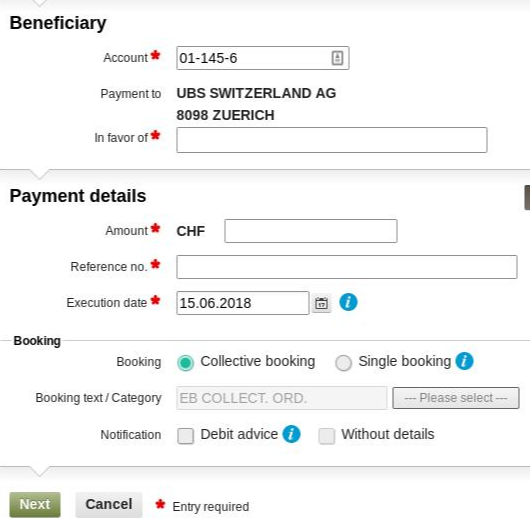 Beneficiary
Account * 01-145-6
Payment to UBS SWITZERLAND AG
8098 ZUERICH
In favor of *
Payment details
Amount * CHF
Reference no. *
Execution date * 15.06.2018
Booking
Booking Collective booking Single booking i
Booking text / Category EB COLLECT. ORD. --- Please select ---
Notification Debit advice i Without details
Next Cancel * Entry required